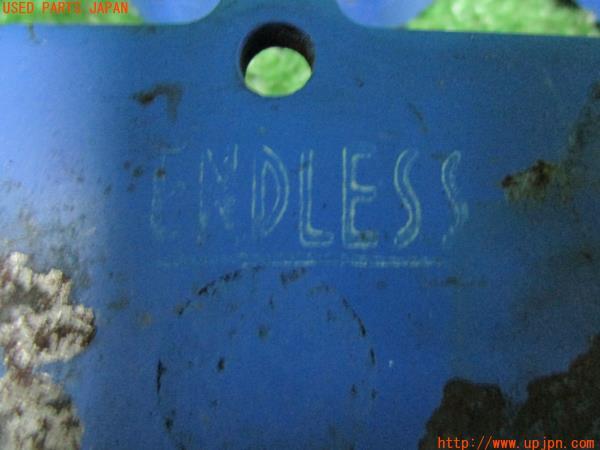 USED PARTS JAPAN
ENDLESS
http://www.upjpn.com/